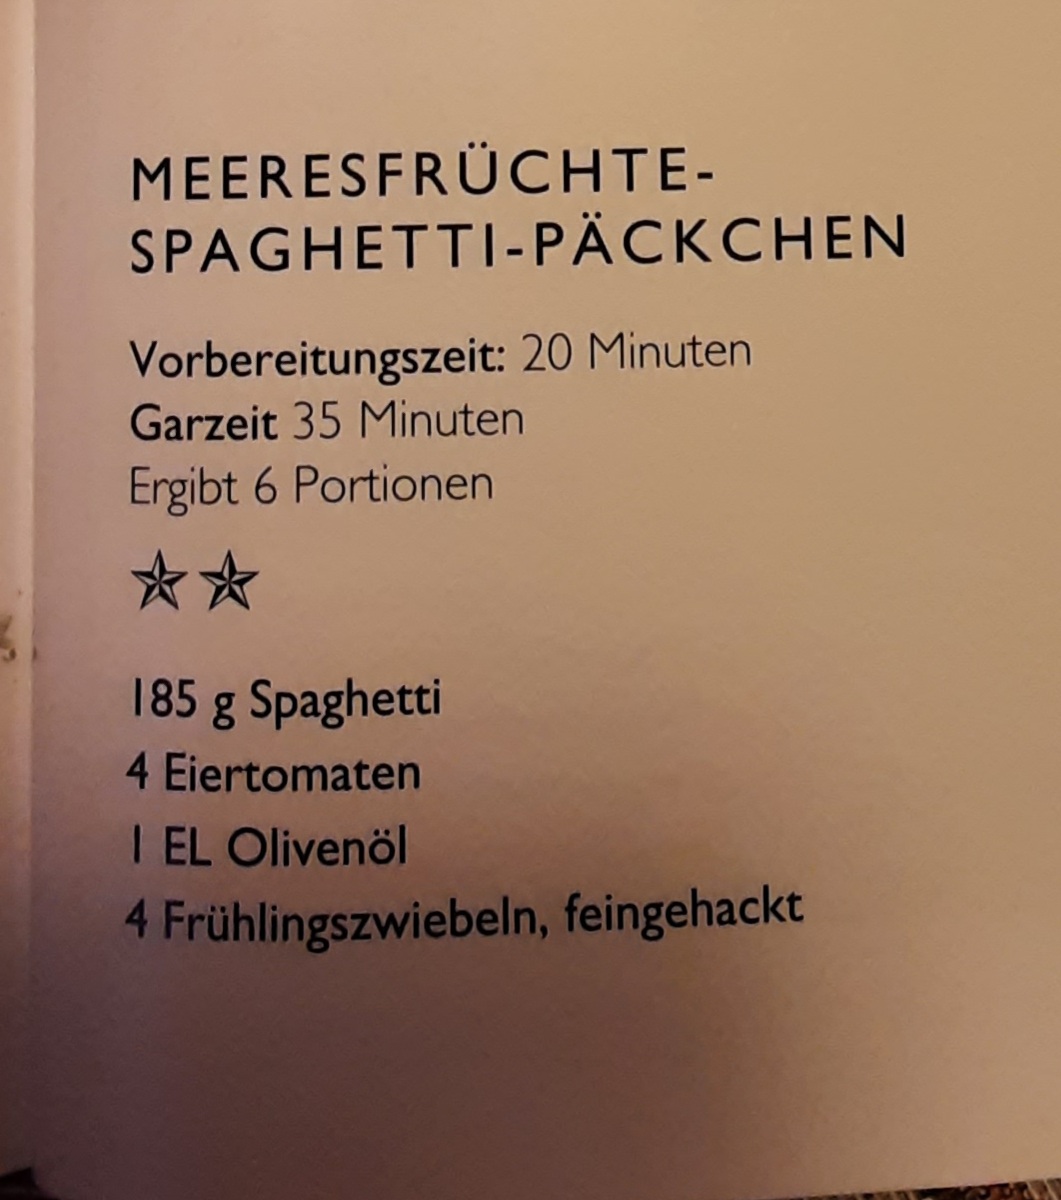 MEERESFRÜCHTE-
SPAGHETTI-PÄCKCHEN
Vorbereitungszeit: 20 Minuten
Garzeit 35 Minuten
Ergibt 6 Portionen
185 g Spaghetti
4 Eiertomaten
1 EL Olivenöl
4 Frühlingszwiebeln, feingehackt